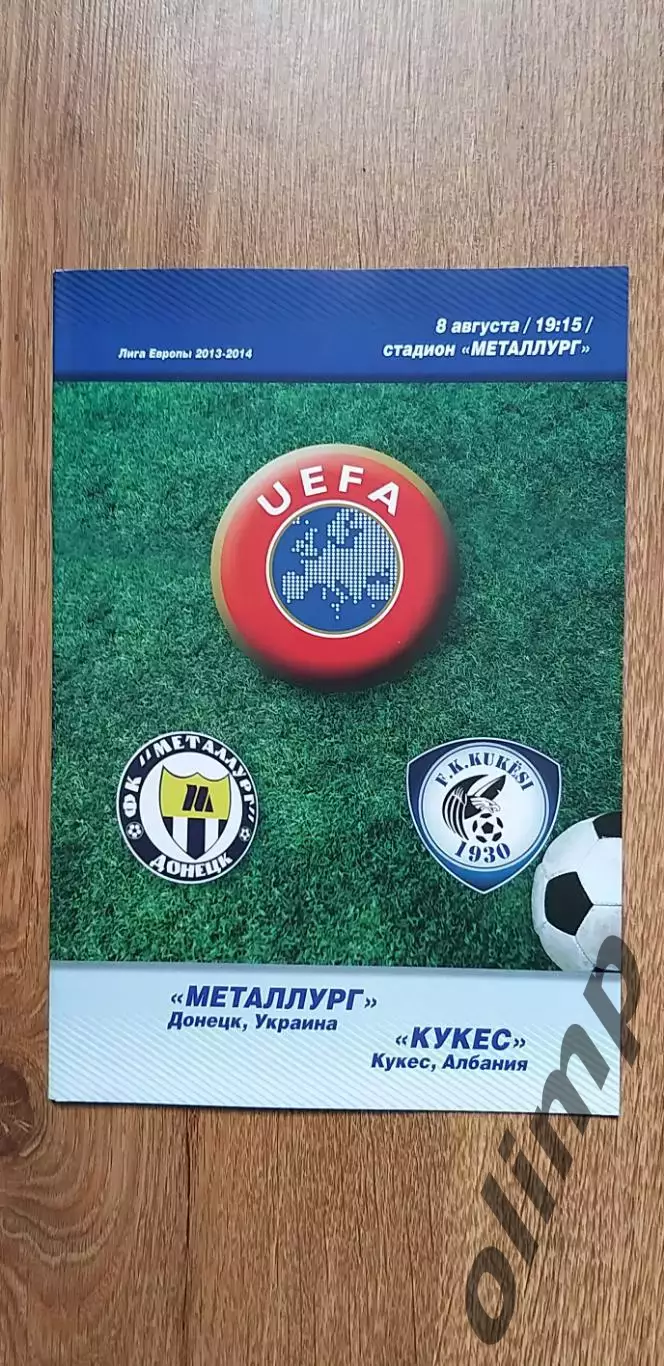 8 августа / 19:15 /
Лига Европы 2013-2014
стадион «МЕТАЛЛУРГ»
UEFA
ФК "МЕТАЛЛУРГ"
М
ДОНЕЦК
F.K.KUKËSI
1930
«МЕТАЛЛУРГ»
Донецк, Украина
«КУКЕС»
Кукес, Албания
olimp
olimp